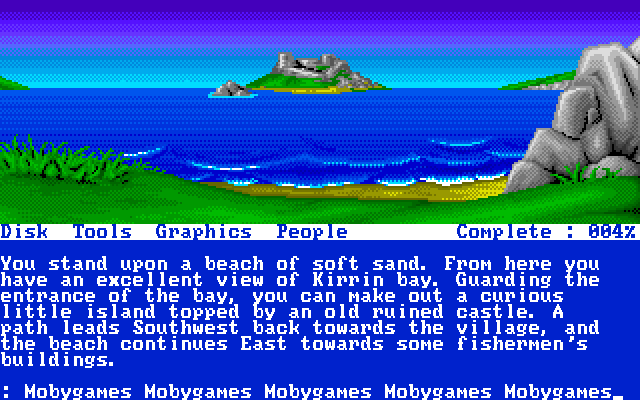 Disk Tools Graphics People Complete : 004%
You stand upon a beach of soft sand. From here you
have an excellent view of Kirrin bay. Guarding the
entrance of the bay, you can make out a curious
little island topped by an old ruined castle. A
path leads Southwest back towards the village, and
the beach continues East towards some fishermen's
buildings.
: Mobygames Mobygames Mobygames Mobygames Mobygames_